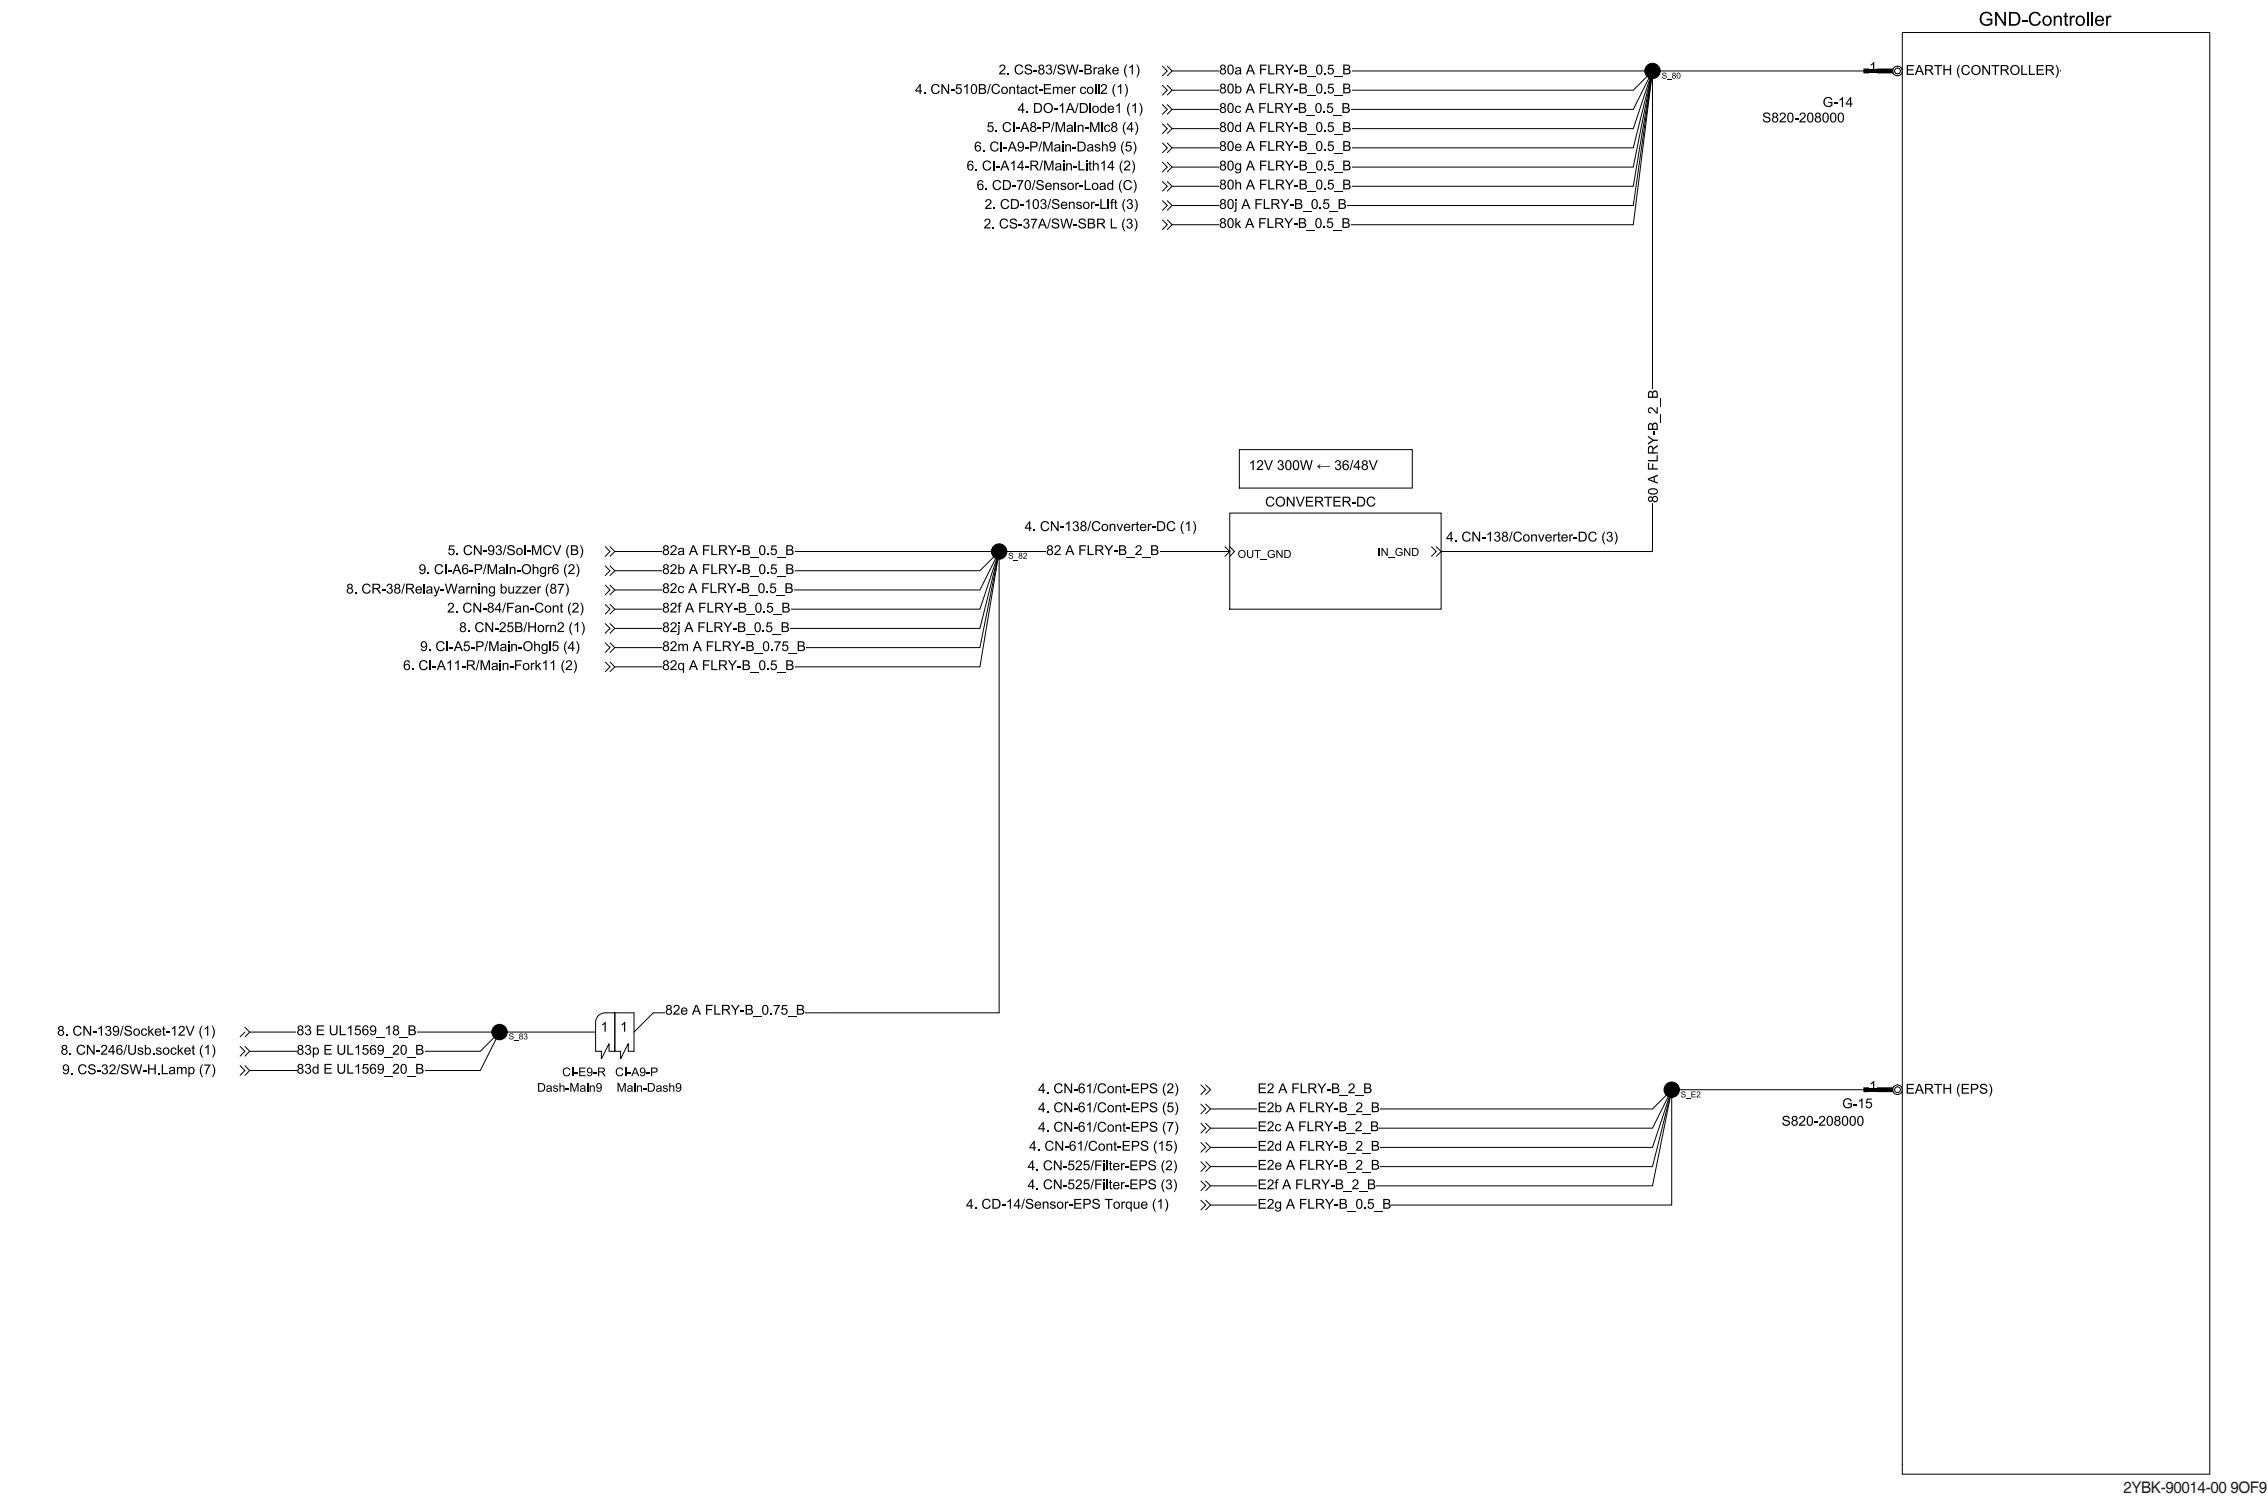 GND-Controller
2. CS-83/SW-Brake (1) 80a A FLRY-B_0.5_B
4. CN-510B/Contact-Emer coll2 (1) 80b A FLRY-B_0.5_B
4. DO-1A/Dlode1 (1) 80c A FLRY-B_0.5_B
5. CI-A8-P/Maln-Mlc8 (4) 80d A FLRY-B_0.5_B
6. CI-A9-P/Main-Dash9 (5) 80e A FLRY-B_0.5_B
6. CI-A14-R/Main-Lith14 (2) 80g A FLRY-B_0.5_B
6. CD-70/Sensor-Load (C) 80h A FLRY-B_0.5_B
2. CD-103/Sensor-LIft (3) 80j A FLRY-B_0.5_B
2. CS-37A/SW-SBR L (3) 80k A FLRY-B_0.5_B
S_80
1 EARTH (CONTROLLER)
G-14
S820-208000
80 A FLRY-B_2_B
12V 300W ← 36/48V
CONVERTER-DC
4. CN-138/Converter-DC (1)
82 A FLRY-B_2_B
OUT_GND IN_GND
4. CN-138/Converter-DC (3)
5. CN-93/Sol-MCV (B) 82a A FLRY-B_0.5_B
9. CI-A6-P/Maln-Ohgr6 (2) 82b A FLRY-B_0.5_B
8. CR-38/Relay-Warning buzzer (87) 82c A FLRY-B_0.5_B
2. CN-84/Fan-Cont (2) 82f A FLRY-B_0.5_B
8. CN-25B/Horn2 (1) 82j A FLRY-B_0.5_B
9. CI-A5-P/Main-Ohgl5 (4) 82m A FLRY-B_0.75_B
6. CI-A11-R/Main-Fork11 (2) 82q A FLRY-B_0.5_B
S_82
82e A FLRY-B_0.75_B
8. CN-139/Socket-12V (1) 83 E UL1569_18_B
8. CN-246/Usb.socket (1) 83p E UL1569_20_B
9. CS-32/SW-H.Lamp (7) 83d E UL1569_20_B
S_83
1 1
CI-E9-R CI-A9-P
Dash-Maln9 Maln-Dash9
4. CN-61/Cont-EPS (2) E2 A FLRY-B_2_B
4. CN-61/Cont-EPS (5) E2b A FLRY-B_2_B
4. CN-61/Cont-EPS (7) E2c A FLRY-B_2_B
4. CN-61/Cont-EPS (15) E2d A FLRY-B_2_B
4. CN-525/Filter-EPS (2) E2e A FLRY-B_2_B
4. CN-525/Filter-EPS (3) E2f A FLRY-B_2_B
4. CD-14/Sensor-EPS Torque (1) E2g A FLRY-B_0.5_B
S_E2
1 EARTH (EPS)
G-15
S820-208000
2YBK-90014-00 9OF9